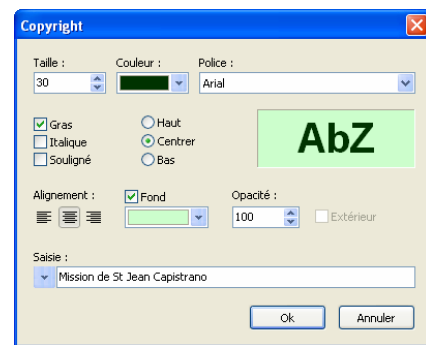 Copyright
Taille : Couleur : Police :
30 Arial
Gras Haut
Italique Centrer
Souligné Bas
AbZ
Alignement : Fond Opacité :
100 Extérieur
Saisie :
Mission de St Jean Capistrano
Ok Annuler